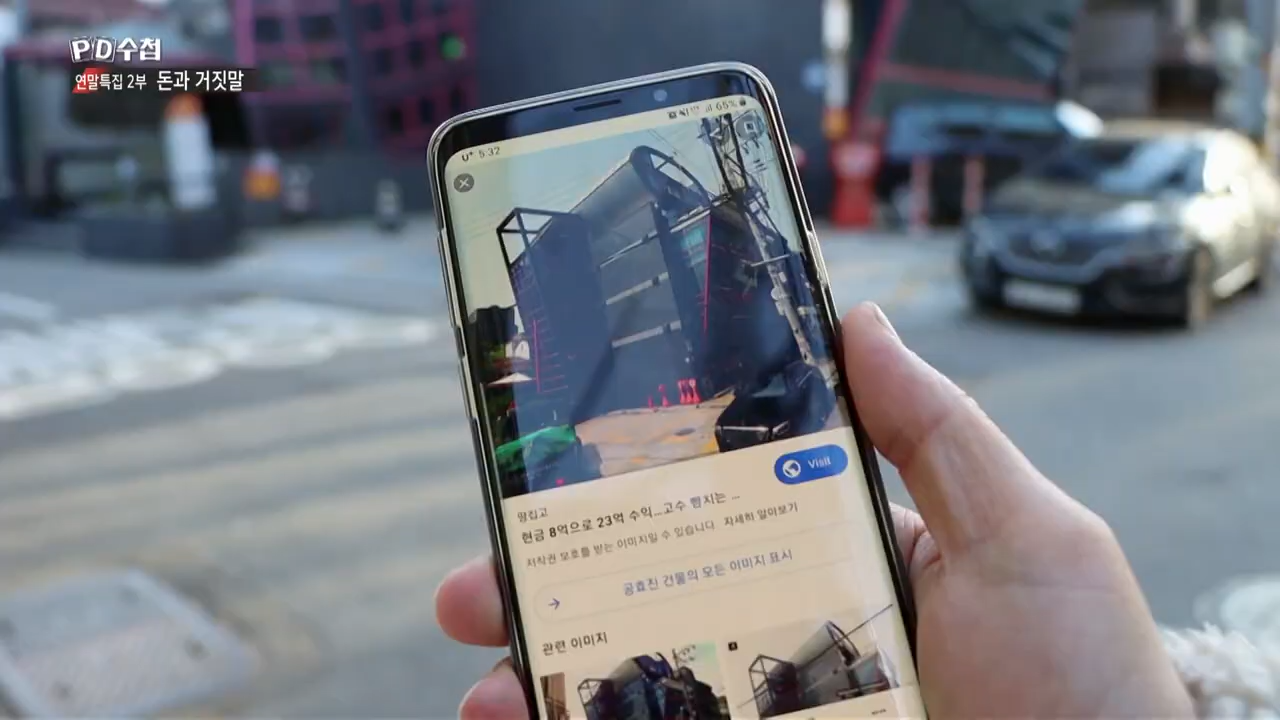 PD수첩
연말특집 2부 돈과 거짓말
U+ 5:32
65%
Visit
땅집고
현금 8억으로 23억 수익...고수 뺨치는 ...
저작권 보호를 받는 이미지일 수 있습니다 자세히 알아보기
→ 공효진 건물의 모든 이미지 표시
관련 이미지